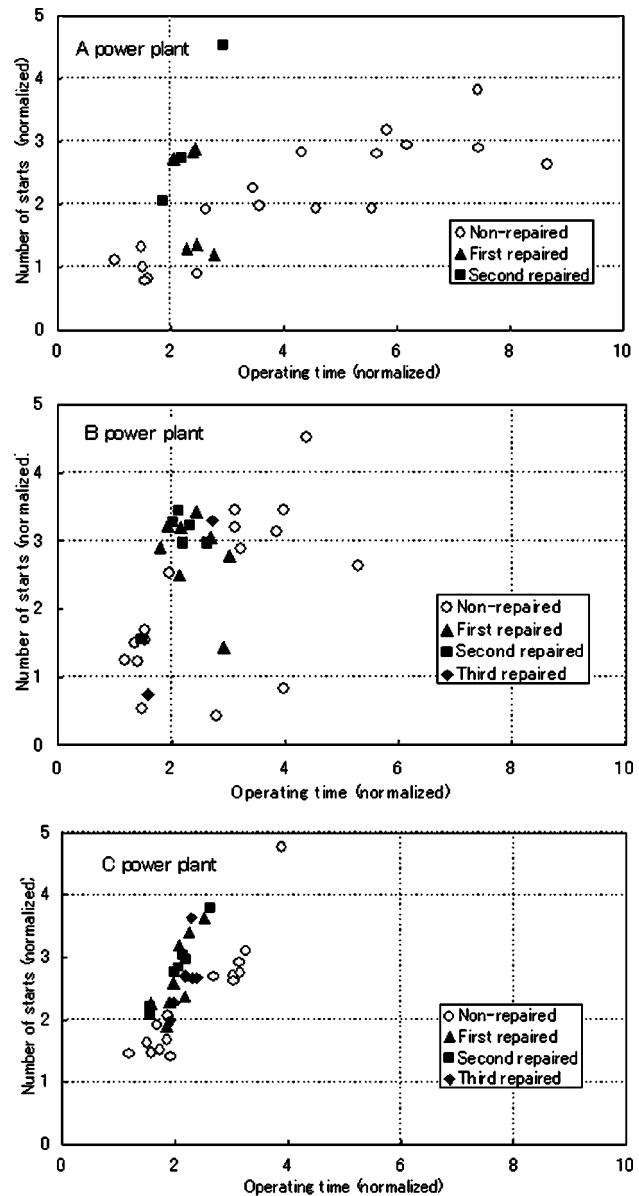 5
A power plant
4
3
2
1
0
Number of starts (normalized)
Non-repaired
First repaired
Second repaired
0 2 4 6 8 10
Operating time (normalized)
5
B power plant
4
3
2
1
0
Number of starts (normalized)
Non-repaired
First repaired
Second repaired
Third repaired
0 2 4 6 8 10
Operating time (normalized)
5
C power plant
4
3
2
1
0
Number of starts (normalized)
Non-repaired
First repaired
Second repaired
Third repaired
0 2 4 6 8 10
Operating time (normalized)